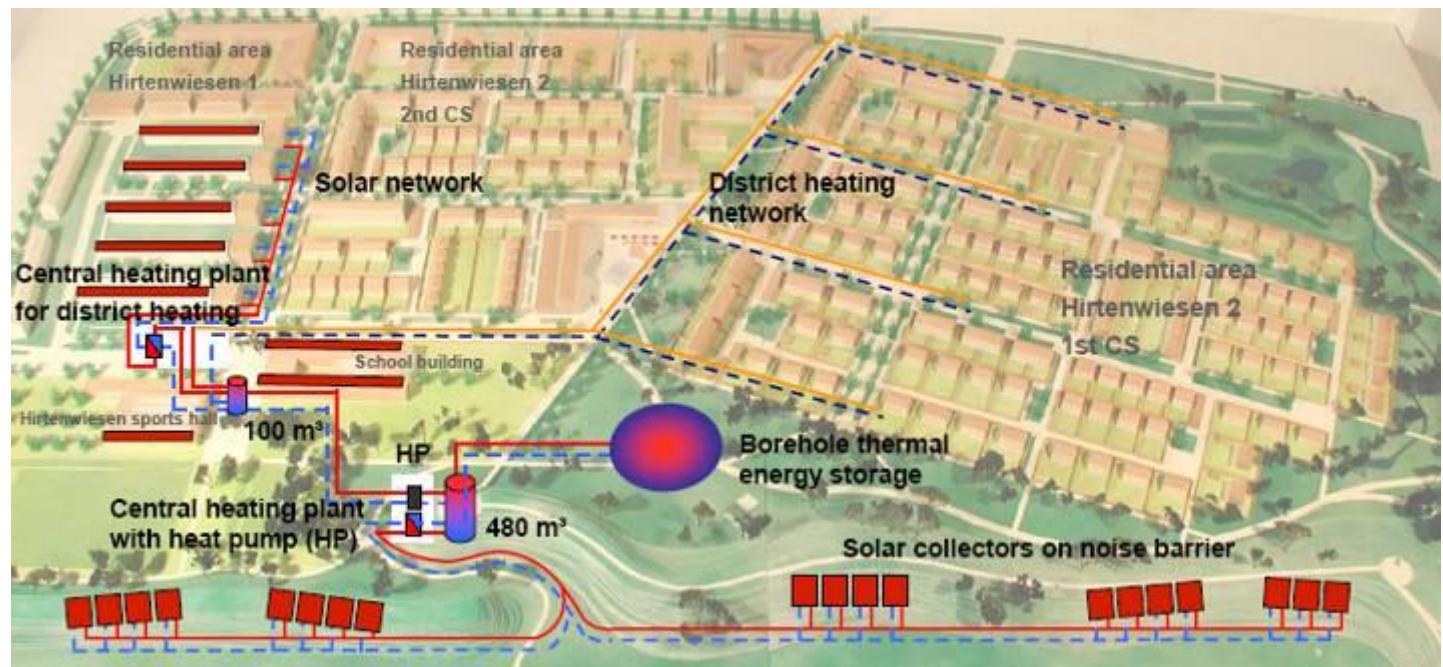 Residential area
Hirtenwiesen 1
Residential area
Hirtenwiesen 2
2nd CS
Solar network
District heating
network
Central heating plant
for district heating
Residential area
Hirtenwiesen 2
1st CS
School building
Hirtenwiesen sports hall
100 m³
HP
Borehole thermal
energy storage
Central heating plant
with heat pump (HP)
480 m³
Solar collectors on noise barrier